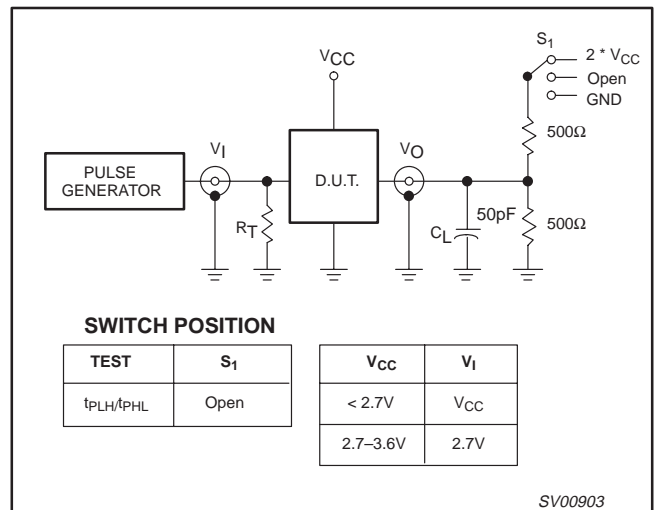 S1
2 * VCC
Open
GND
VCC
500Ω
VI
VO
PULSE
GENERATOR
D.U.T.
RT
50pF
CL
500Ω
SWITCH POSITION
TEST S1
tPLH/tPHL Open
VCC VI
< 2.7V VCC
2.7–3.6V 2.7V
SV00903